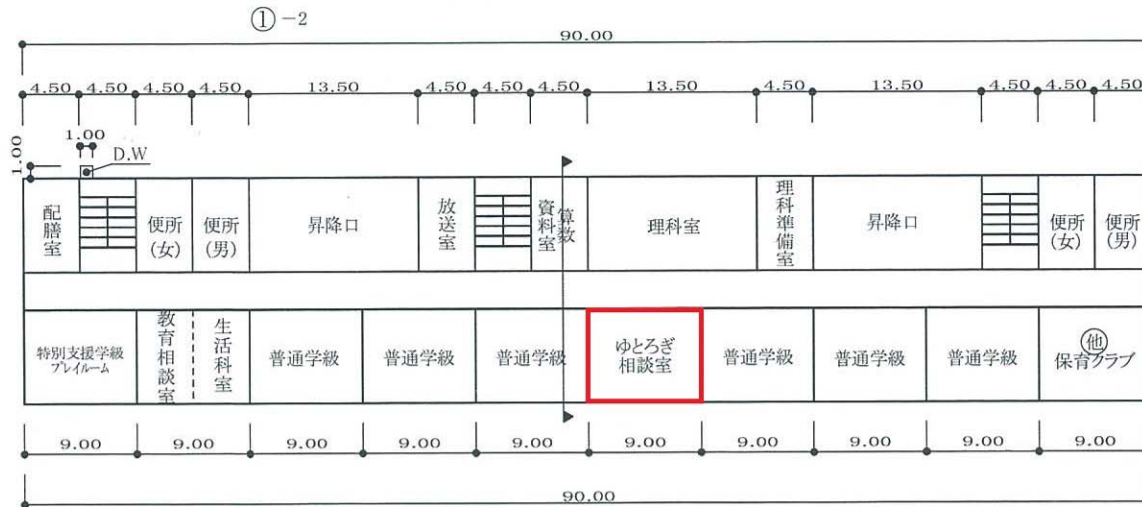 ①-2
90.00
4.50 4.50 4.50 4.50 13.50 4.50 4.50 4.50 13.50 4.50 13.50 4.50 4.50 4.50
1.00
1.00
D.W
配膳室
便所
(女)
便所
(男)
昇降口
放送室
算数
資料室
理科室
理科準備室
昇降口
便所
(女)
便所
(男)
特別支援学級
プレイルーム
教育相談室
生活科室
普通学級
普通学級
普通学級
ゆとろぎ
相談室
普通学級
普通学級
普通学級
他
保育クラブ
9.00 9.00 9.00 9.00 9.00 9.00 9.00 9.00 9.00 9.00
90.00